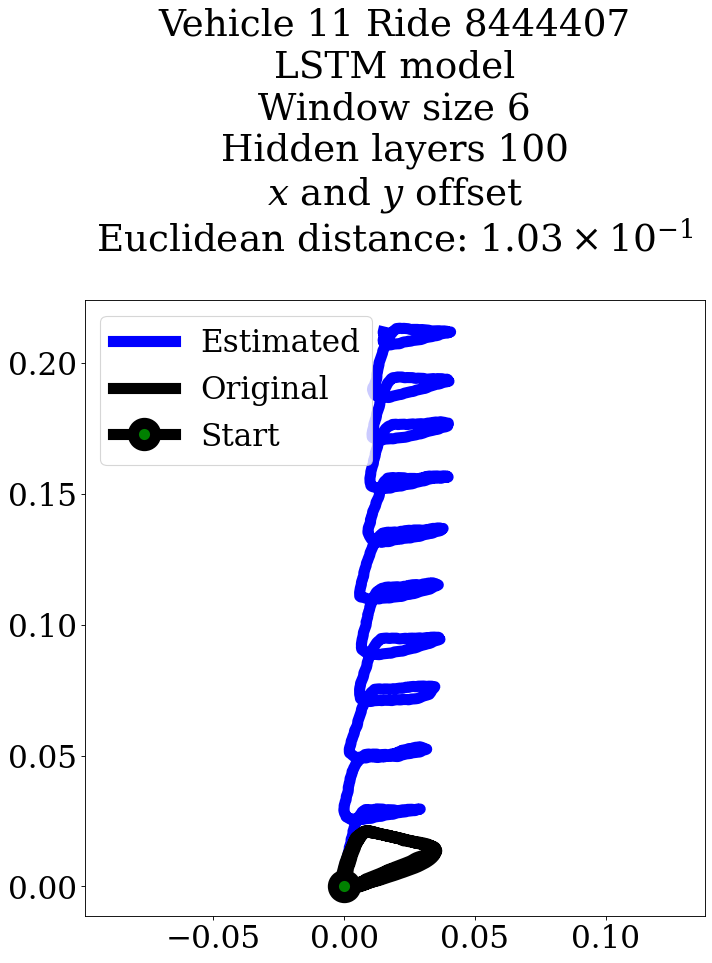 Vehicle 11 Ride 8444407
LSTM model
Window size 6
Hidden layers 100
x and y offset
Euclidean distance: 1.03 × 10⁻¹
Estimated
Original
Start
0.20
0.15
0.10
0.05
0.00
−0.05 0.00 0.05 0.10